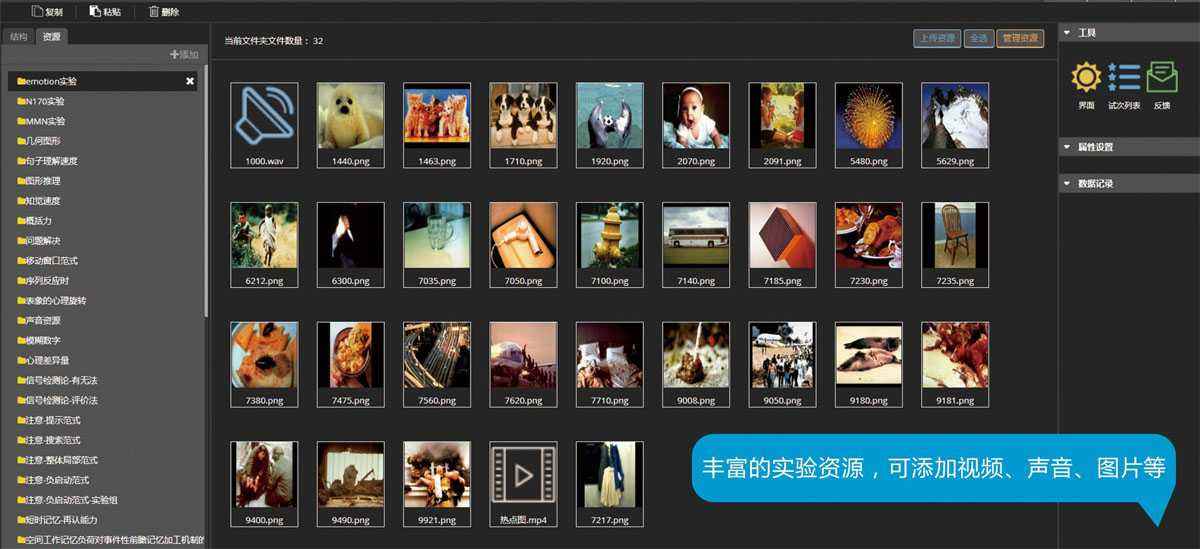 复制 粘贴 删除
结构 资源
添加
当前文件夹文件数量： 32
上传资源 全选 管理资源
工具
界面 试次列表 反馈
属性设置
数据记录
emotion实验
N170实验
MMN实验
几何图形
句子理解速度
图形推理
知觉速度
概括力
问题解决
移动窗口范式
序列反应时
表象的心理旋转
声音资源
模糊数字
心理差异量
信号检测论-有无法
信号检测论-评价法
注意-提示范式
注意-搜索范式
注意-整体局部范式
注意-负启动范式
注意-负启动范式-实验组
短时记忆-再认能力
空间工作记忆负荷对事件性前瞻记忆加工机制的
1000.wav 1440.png 1463.png 1710.png 1920.png 2070.png 2091.png 5480.png 5629.png
6212.png 6300.png 7035.png 7050.png 7100.png 7140.png 7185.png 7230.png 7235.png
7380.png 7475.png 7560.png 7620.png 7710.png 9008.png 9050.png 9180.png 9181.png
9400.png 9490.png 9921.png 热点图.mp4 7217.png
丰富的实验资源，可添加视频、声音、图片等